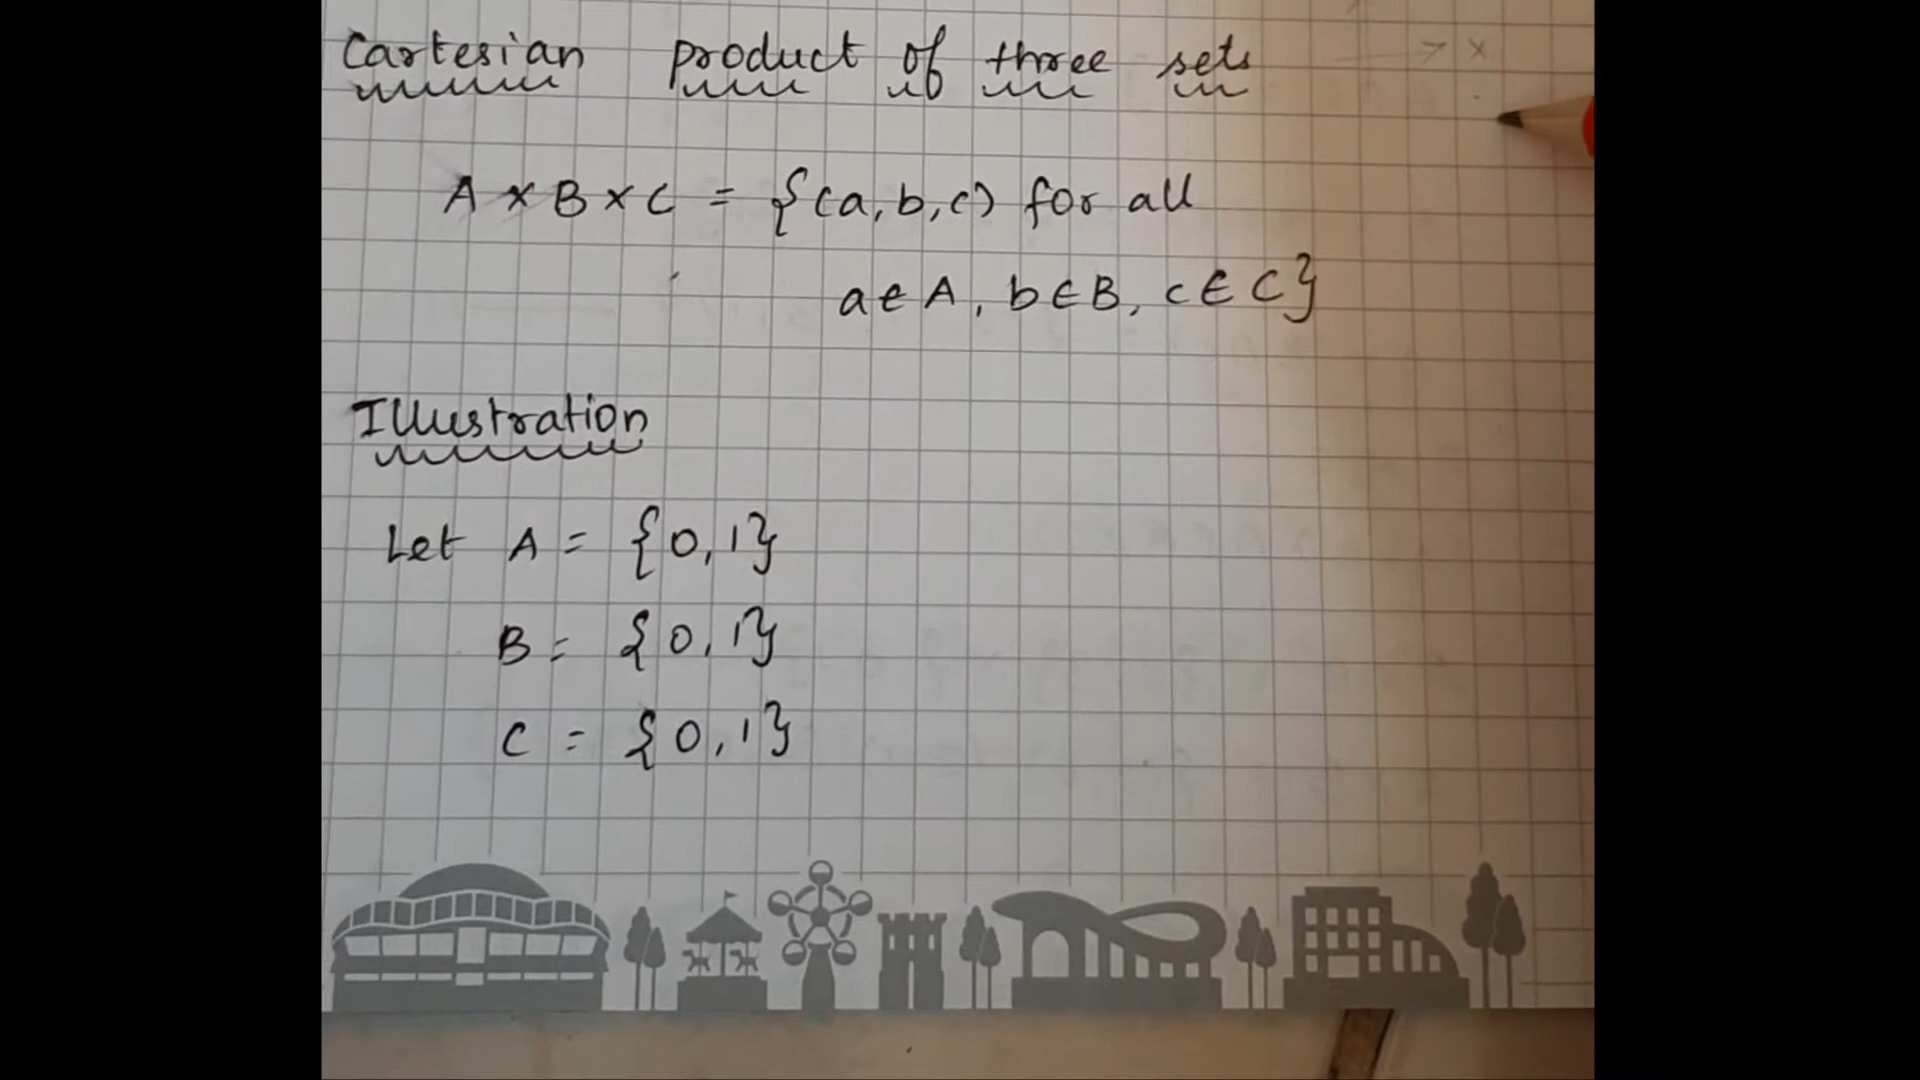 Cartesian product of three sets
A × B × C = {(a, b, c) for all
a ∈ A, b ∈ B, c ∈ C}
Illustration
Let A = {0, 1}
B = {0, 1}
C = {0, 1}